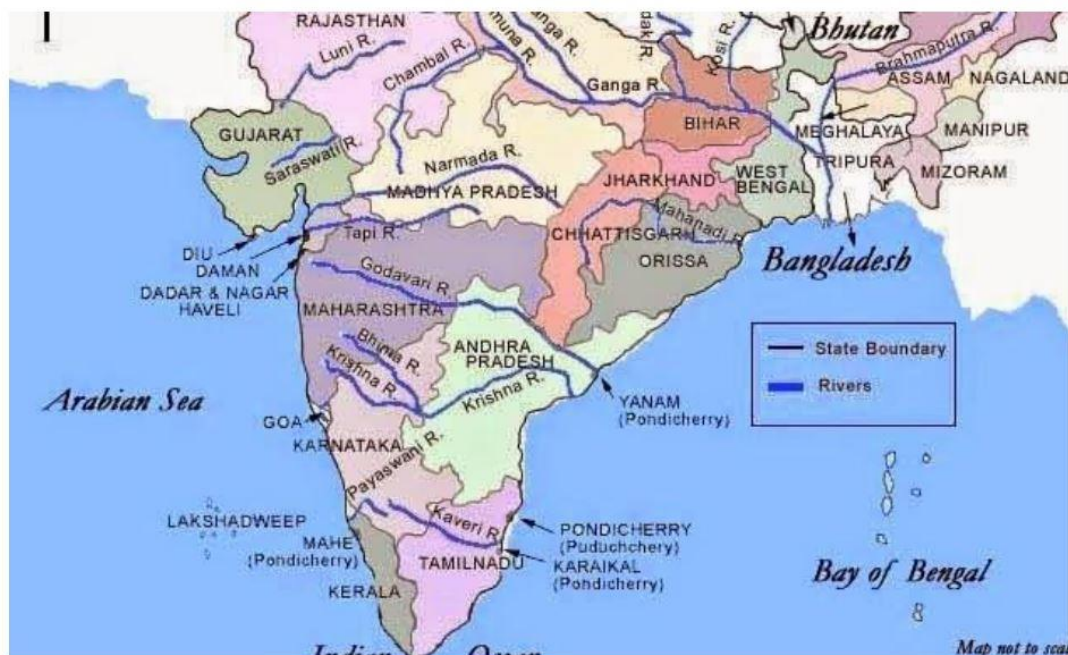 RAJASTHAN
Luni R.
Chambal R.
Ganga R.
Bhutan
Brahmaputra R.
ASSAM
NAGALAND
GUJARAT
Saraswati R.
BIHAR
MEGHALAYA
MANIPUR
Narmada R.
MADHYA PRADESH
JHARKHAND
WEST
BENGAL
TRIPURA
MIZORAM
Tapi R.
Mahanadi R.
CHHATTISGARH
ORISSA
DIU
DAMAN
DADAR & NAGAR
HAVELI
Bangladesh
Godavari R
MAHARASHTRA
Bhima R.
ANDHRA
PRADESH
Krishna R.
Krishna R.
State Boundary
Rivers
Arabian Sea
YANAM
(Pondicherry)
GOA
KARNATAKA
Payaswani R.
LAKSHADWEEP
MAHE
(Pondicherry)
Kaveri R.
PONDICHERRY
(Puduchchery)
TAMILNADU
KARAIKAL
(Pondicherry)
KERALA
Bay of Bengal
Map not to